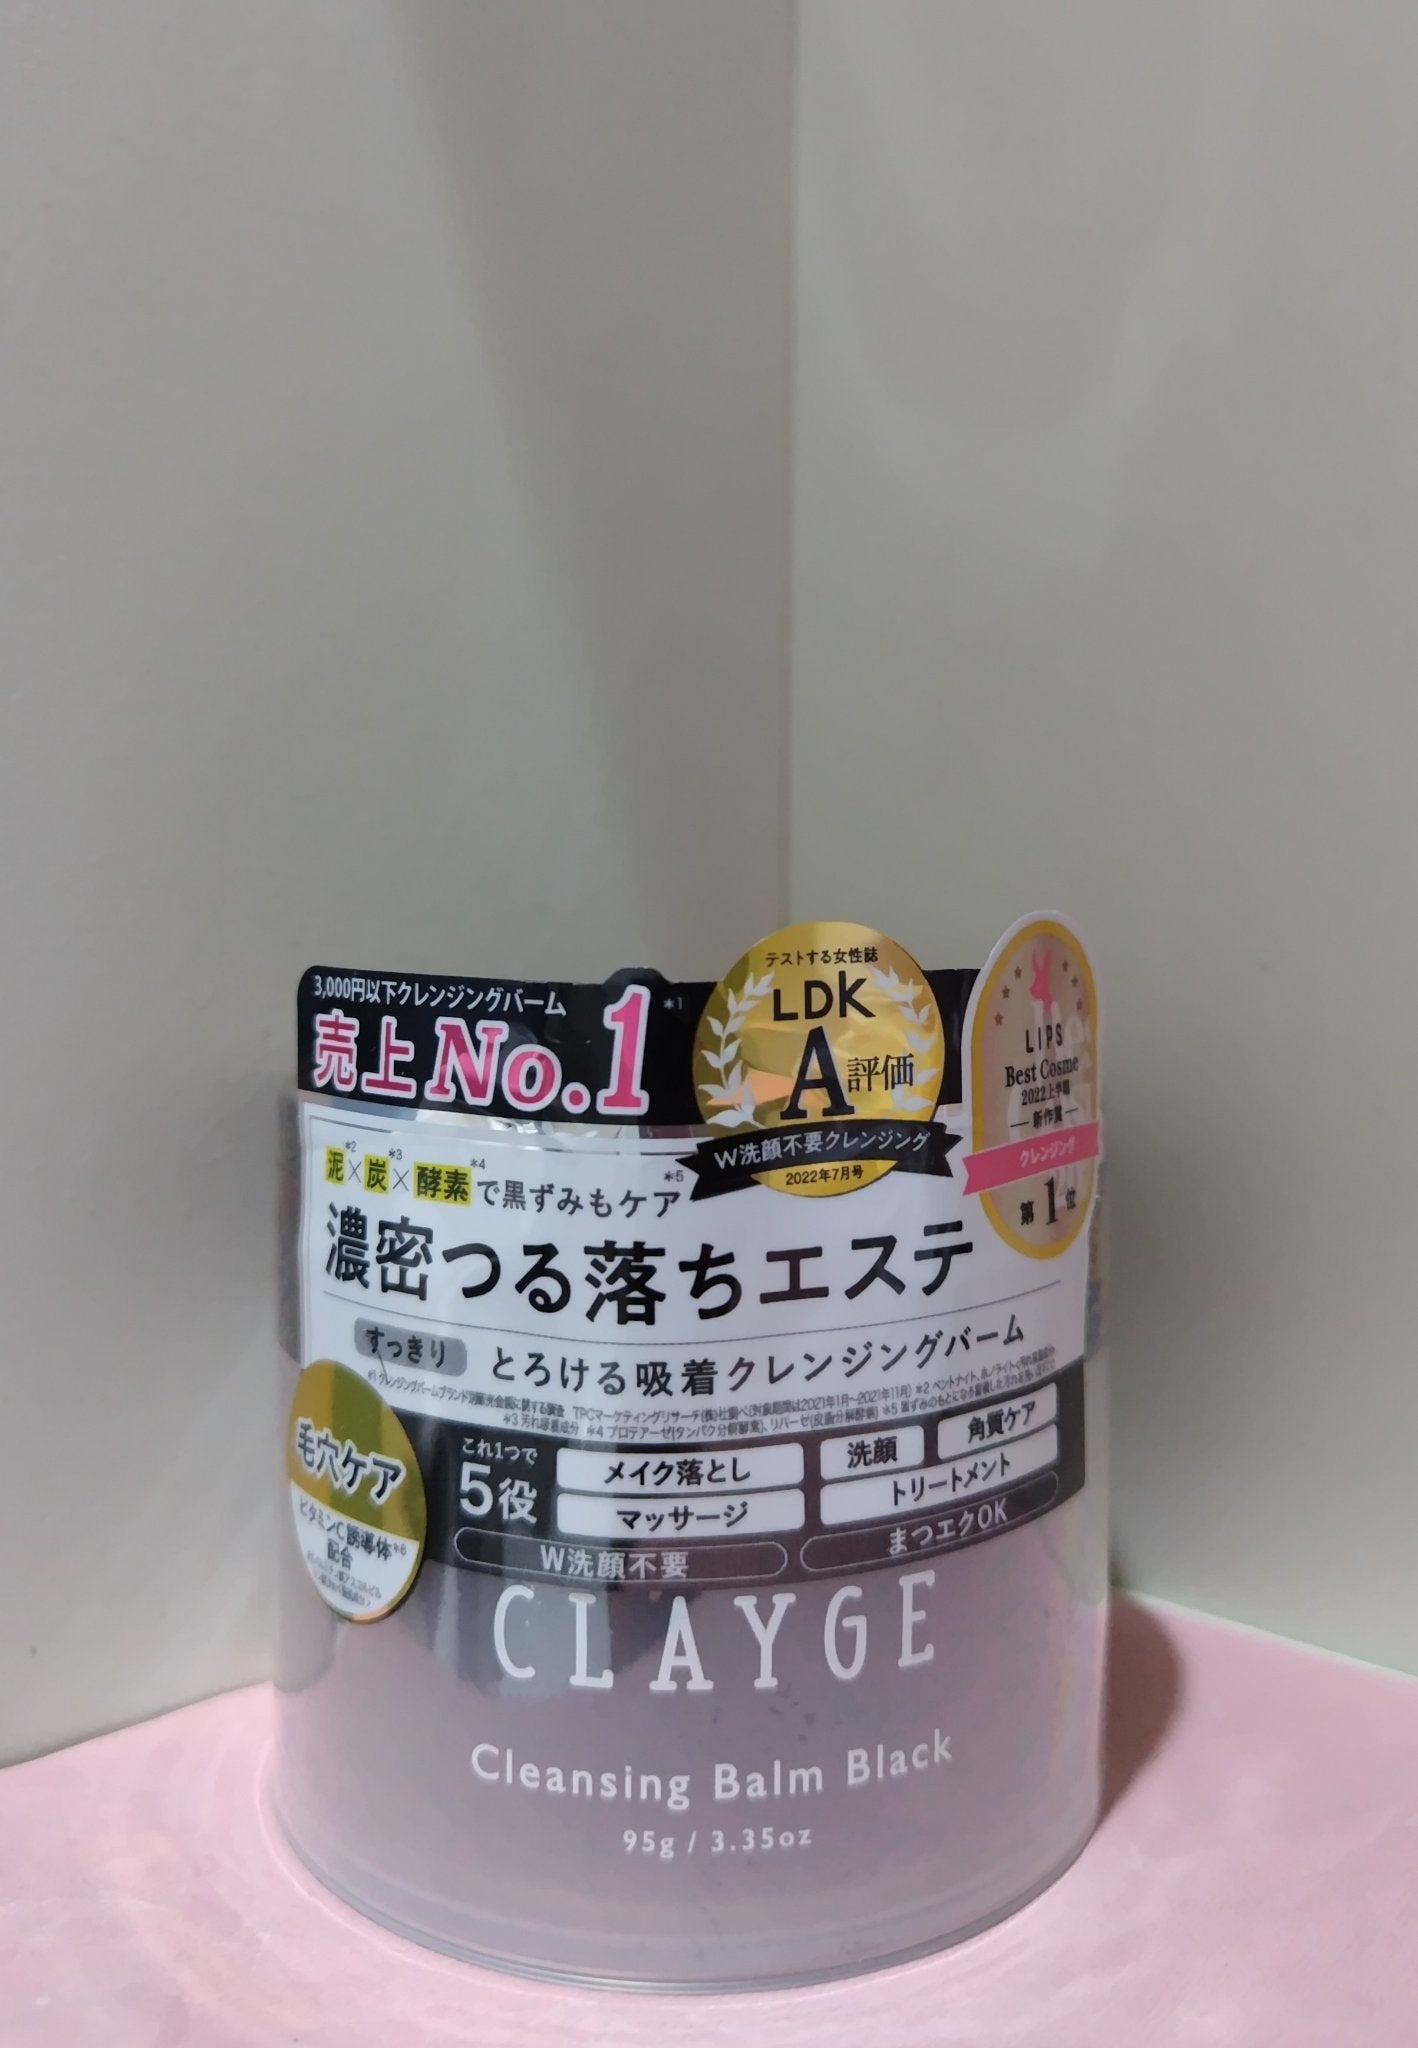 3,000円以下クレンジングバーム
売上No.1 *1
テストする女性誌
LDK
A評価
W洗顔不要クレンジング
2022年7月号
LIPS
Best Cosme
2022上半期
新作賞
クレンジング
第1位
泥*2×炭*3×酵素*4で黒ずみもケア*5
濃密つる落ちエステ
すっきり とろける吸着クレンジングバーム
毛穴ケア
ビタミンC誘導体*6
配合
これ1つで
5役
メイク落とし
洗顔
角質ケア
マッサージ
トリートメント
W洗顔不要
まつエクOK
CLAYGE
Cleansing Balm Black
95g / 3.35oz